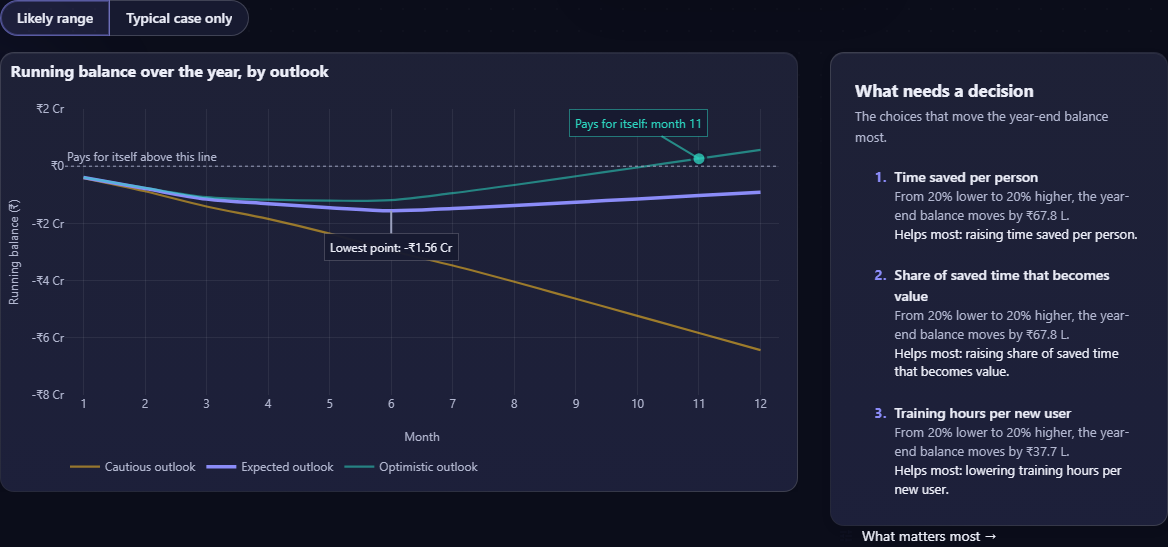 Likely range
Typical case only
Running balance over the year, by outlook
₹2 Cr
₹0
-₹2 Cr
-₹4 Cr
-₹6 Cr
-₹8 Cr
Running balance (₹)
Pays for itself above this line
Pays for itself: month 11
Lowest point: -₹1.56 Cr
1 2 3 4 5 6 7 8 9 10 11 12
Month
Cautious outlook
Expected outlook
Optimistic outlook
What needs a decision
The choices that move the year-end balance
most.
1. Time saved per person
From 20% lower to 20% higher, the year-
end balance moves by ₹67.8 L.
Helps most: raising time saved per person.
2. Share of saved time that becomes
value
From 20% lower to 20% higher, the year-
end balance moves by ₹67.8 L.
Helps most: raising share of saved time
that becomes value.
3. Training hours per new user
From 20% lower to 20% higher, the year-
end balance moves by ₹37.7 L.
Helps most: lowering training hours per
new user.
What matters most →